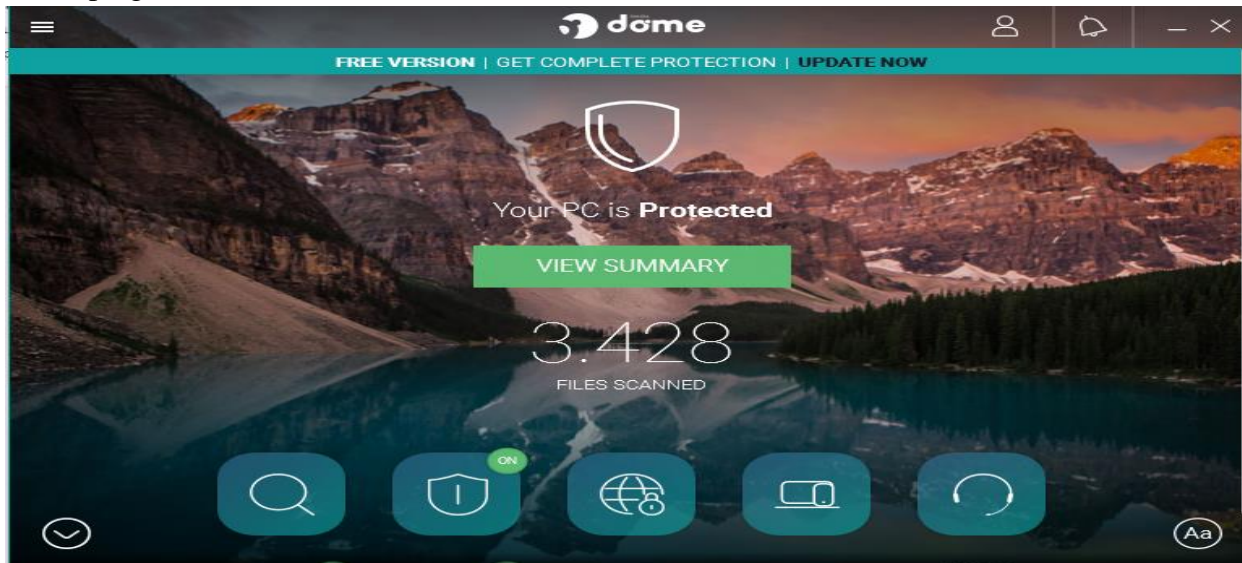 döme
FREE VERSION | GET COMPLETE PROTECTION | UPDATE NOW
Your PC is Protected
VIEW SUMMARY
3.428
FILES SCANNED
ON
Aa